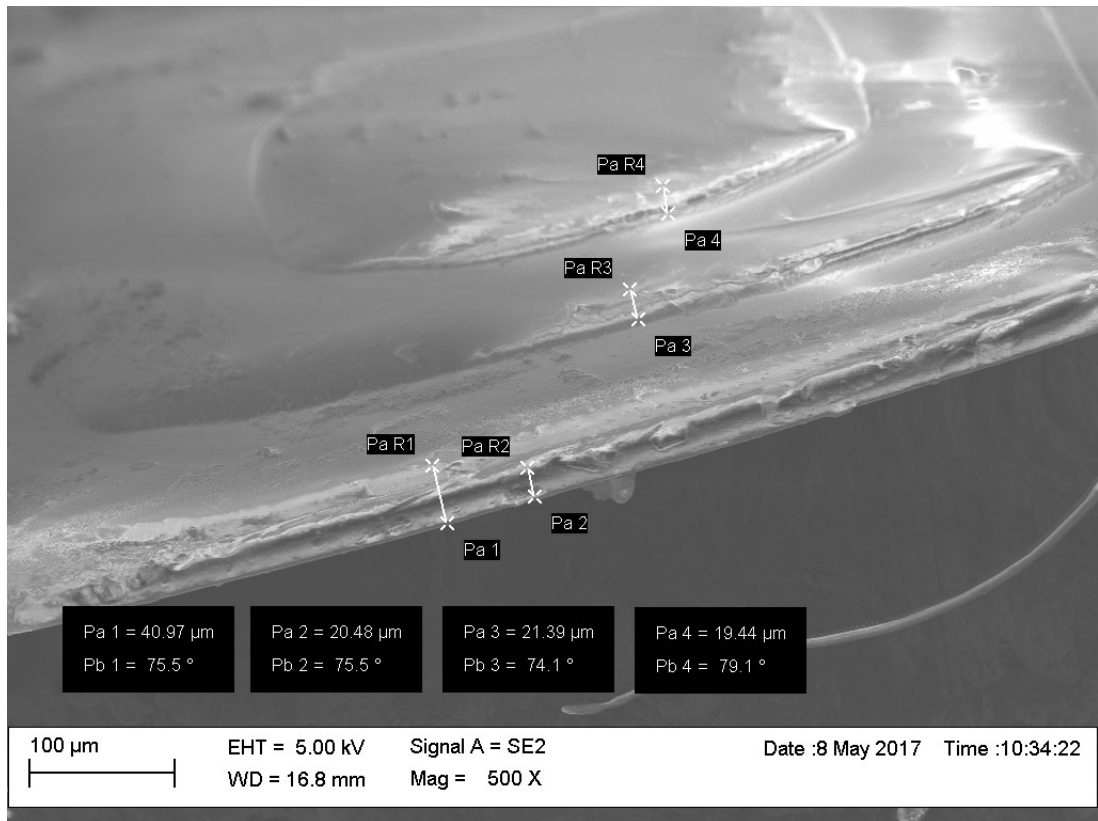 Pa R4
Pa 4
Pa R3
Pa 3
Pa R1
Pa R2
Pa 2
Pa 1
Pa 1 = 40.97 µm
Pb 1 = 75.5 º
Pa 2 = 20.48 µm
Pb 2 = 75.5 º
Pa 3 = 21.39 µm
Pb 3 = 74.1 º
Pa 4 = 19.44 µm
Pb 4 = 79.1 º
100 µm
EHT = 5.00 kV
Signal A = SE2
Date :8 May 2017 Time :10:34:22
WD = 16.8 mm
Mag = 500 X